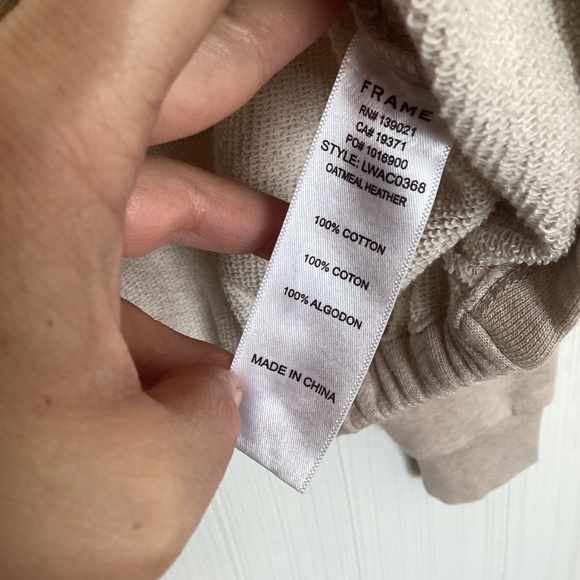 FRAME
RN# 139021
CA# 19371
PO# 1016900
STYLE: LWAC0368
OATMEAL HEATHER
100% COTTON
100% COTON
100% ALGODON
MADE IN CHINA